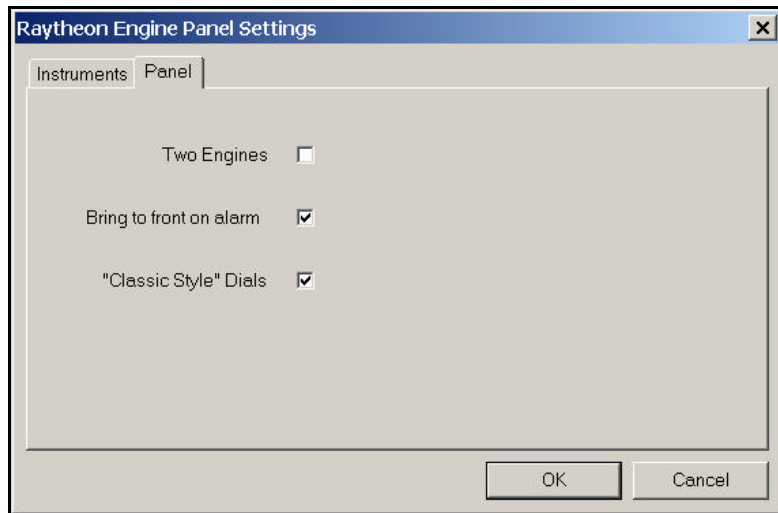 Raytheon Engine Panel Settings
Instruments Panel
Two Engines
Bring to front on alarm
"Classic Style" Dials
OK Cancel